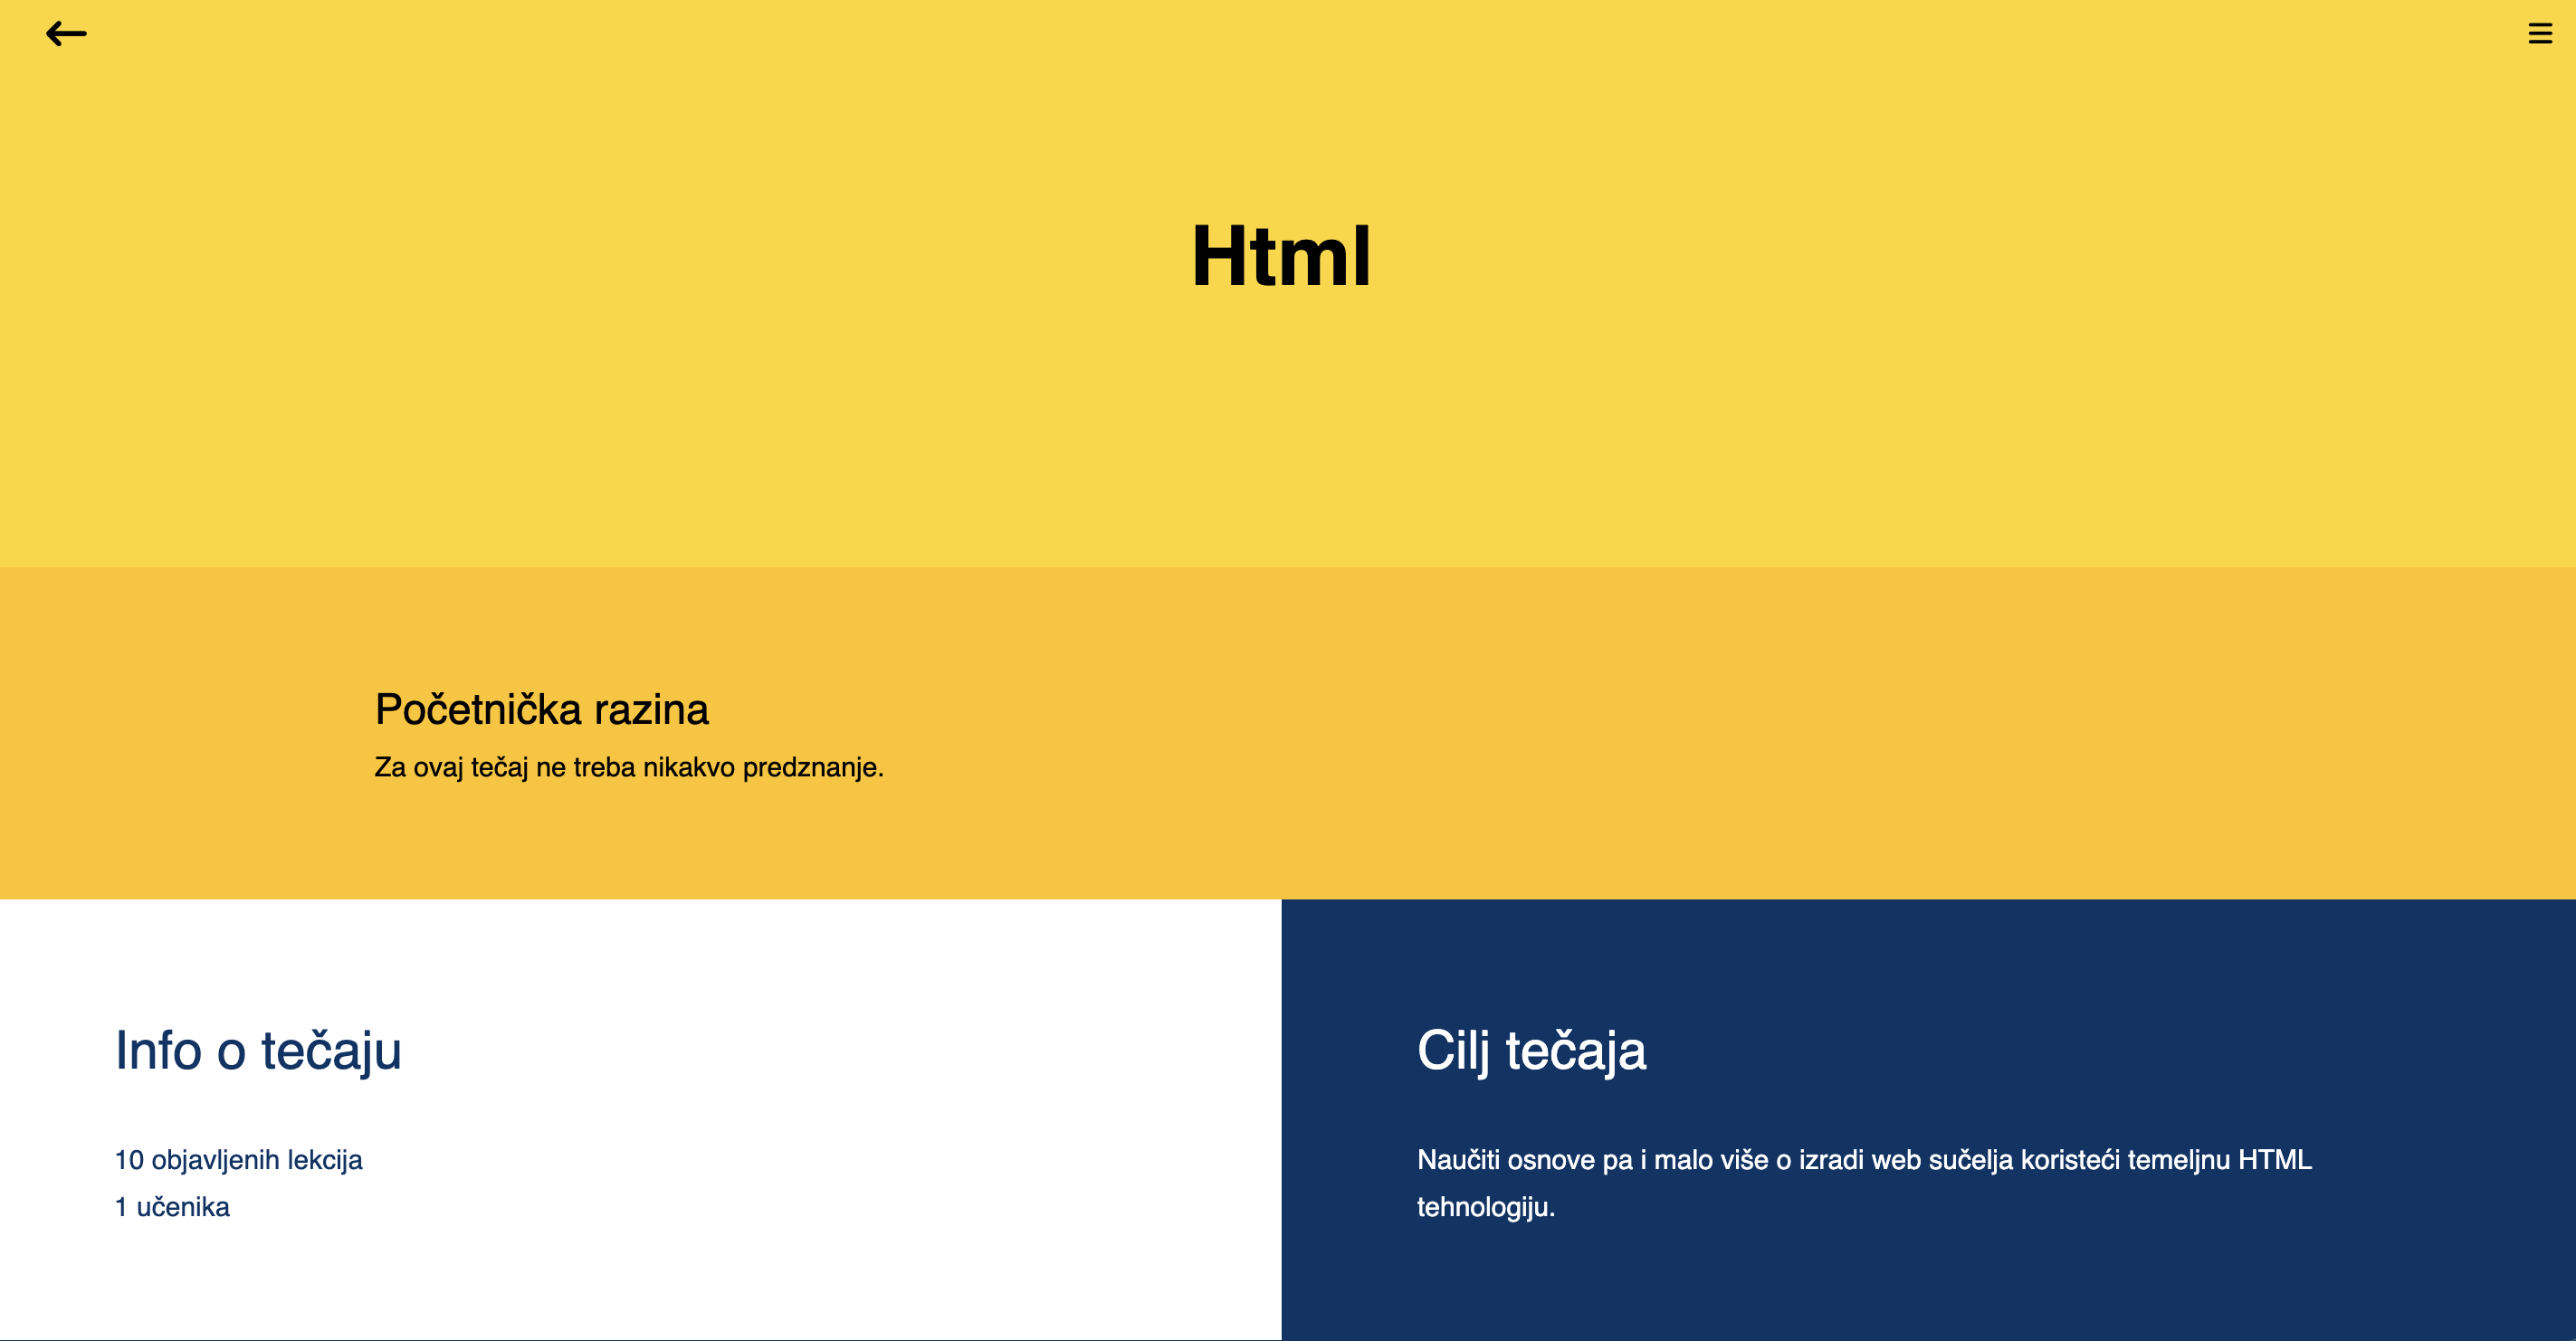 Html
Početnička razina
Za ovaj tečaj ne treba nikakvo predznanje.
Info o tečaju
10 objavljenih lekcija
1 učenika
Cilj tečaja
Naučiti osnove pa i malo više o izradi web sučelja koristeći temeljnu HTML
tehnologiju.